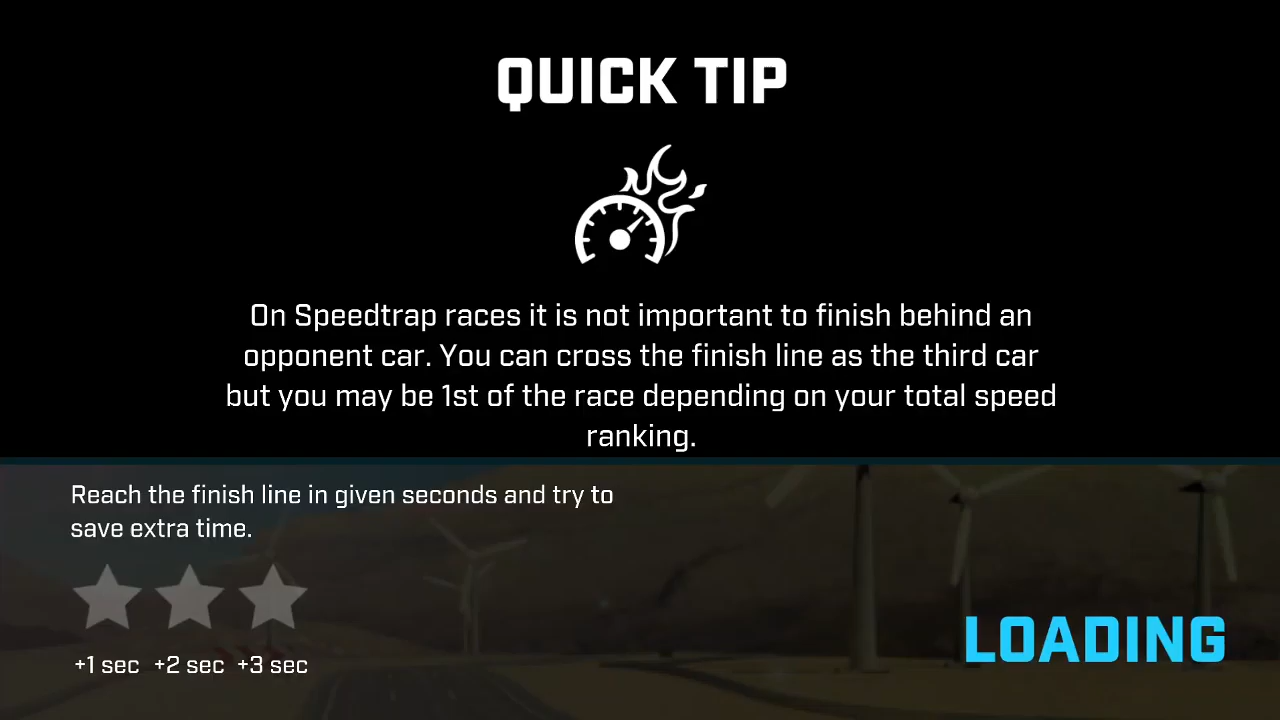 QUICK TIP
On Speedtrap races it is not important to finish behind an
opponent car. You can cross the finish line as the third car
but you may be 1st of the race depending on your total speed
ranking.
Reach the finish line in given seconds and try to
save extra time.
+1 sec +2 sec +3 sec
LOADING